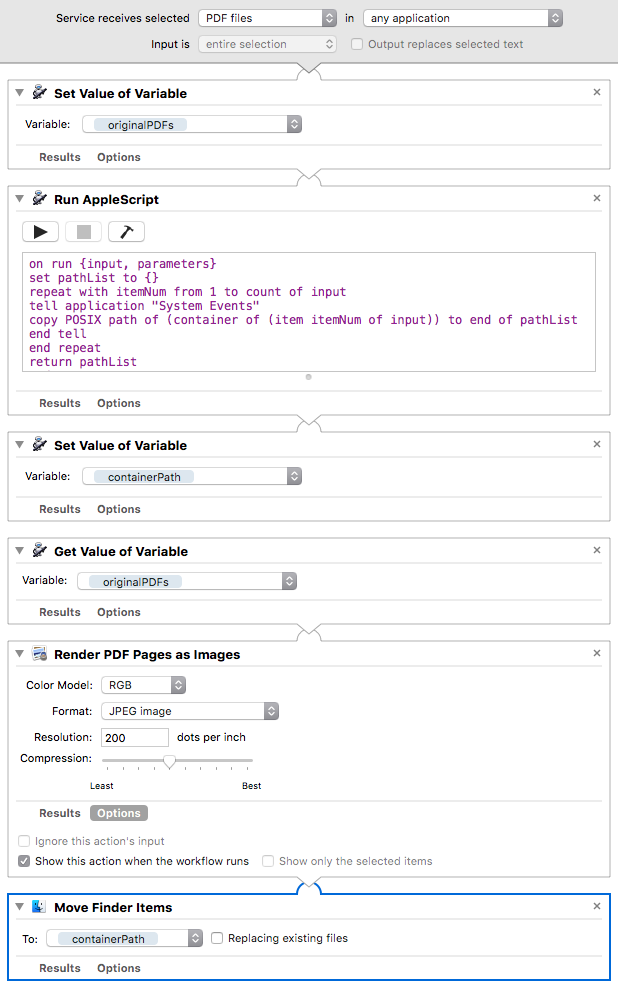 Service receives selected PDF files in any application
Input is entire selection Output replaces selected text
Set Value of Variable
Variable: originalPDFs
Results Options
Run AppleScript
on run {input, parameters}
set pathList to {}
repeat with itemNum from 1 to count of input
tell application "System Events"
copy POSIX path of (container of (item itemNum of input)) to end of pathList
end tell
end repeat
return pathList
Results Options
Set Value of Variable
Variable: containerPath
Results Options
Get Value of Variable
Variable: originalPDFs
Results Options
Render PDF Pages as Images
Color Model: RGB
Format: JPEG image
Resolution: 200 dots per inch
Compression:
Least Best
Results Options
Ignore this action's input
Show this action when the workflow runs Show only the selected items
Move Finder Items
To: containerPath Replacing existing files
Results Options